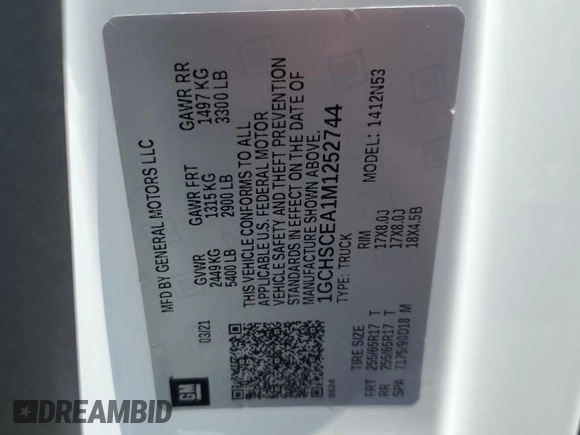 MFD BY GENERAL MOTORS LLC
03/21
GVWR
2449 KG
5400 LB
GAWR FRT
1315 KG
2900 LB
GAWR RR
1497 KG
3300 LB
THIS VEHICLE CONFORMS TO ALL
APPLICABLE U.S. FEDERAL MOTOR
VEHICLE SAFETY AND THEFT PREVENTION
STANDARDS IN EFFECT ON THE DATE OF
MANUFACTURE SHOWN ABOVE.
1GCHSCEA1M1252744
TYPE: TRUCK
MODEL: 1412N53
TIRE SIZE
RIM
FRT 255/65R17 T 17X8.0J
RR 255/65R17 T 17X8.0J
SPA T175/90D18 M 18X4.5B
GM
DREAMBID